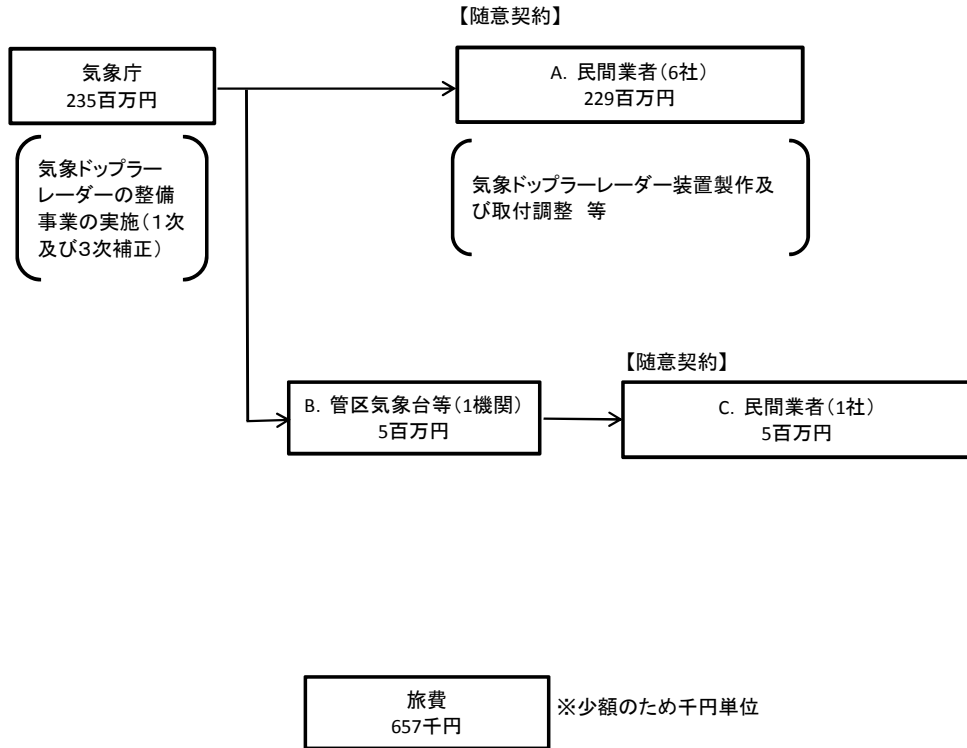 【随意契約】
気象庁
235百万円
A. 民間業者(6社)
229百万円
気象ドップラー
レーダーの整備
事業の実施(1次
及び3次補正)
気象ドップラーレーダー装置製作及
び取付調整 等
【随意契約】
B. 管区気象台等(1機関)
5百万円
C. 民間業者(1社)
5百万円
旅費
657千円
※少額のため千円単位